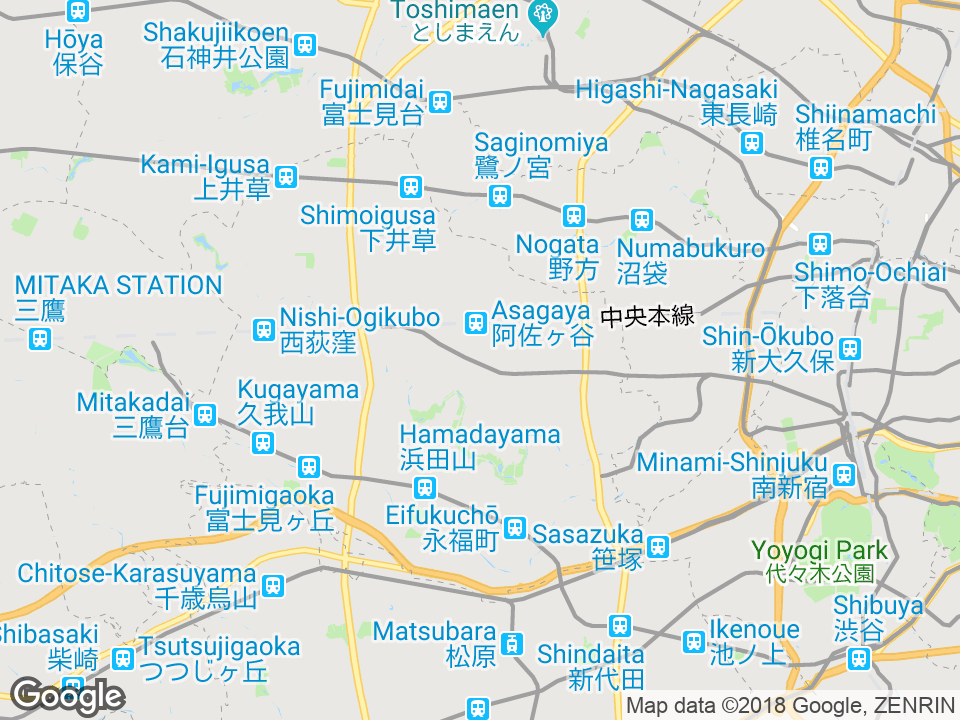 Toshimaen
としまえん
Hōya
保谷
Shakujiikoen
石神井公園
Fujimidai
富士見台
Higashi-Nagasaki
東長崎
Shiinamachi
椎名町
Saginomiya
鷺ノ宮
Kami-Igusa
上井草
Shimoigusa
下井草
Nogata
野方
Numabukuro
沼袋
Shimo-Ochiai
下落合
MITAKA STATION
三鷹
Nishi-Ogikubo
西荻窪
Asagaya
阿佐ヶ谷
中央本線
Shin-Ōkubo
新大久保
Mitakadai
三鷹台
Kugayama
久我山
Hamadayama
浜田山
Minami-Shinjuku
南新宿
Fujimigaoka
富士見ヶ丘
Eifukuchō
永福町
Sasazuka
笹塚
Yoyogi Park
代々木公園
Chitose-Karasuyama
千歳烏山
Shibuya
渋谷
Shibasaki
柴崎
Tsutsujigaoka
つつじヶ丘
Matsubara
松原
Shindaita
新代田
Ikenoue
池ノ上
Google
Map data ©2018 Google, ZENRIN